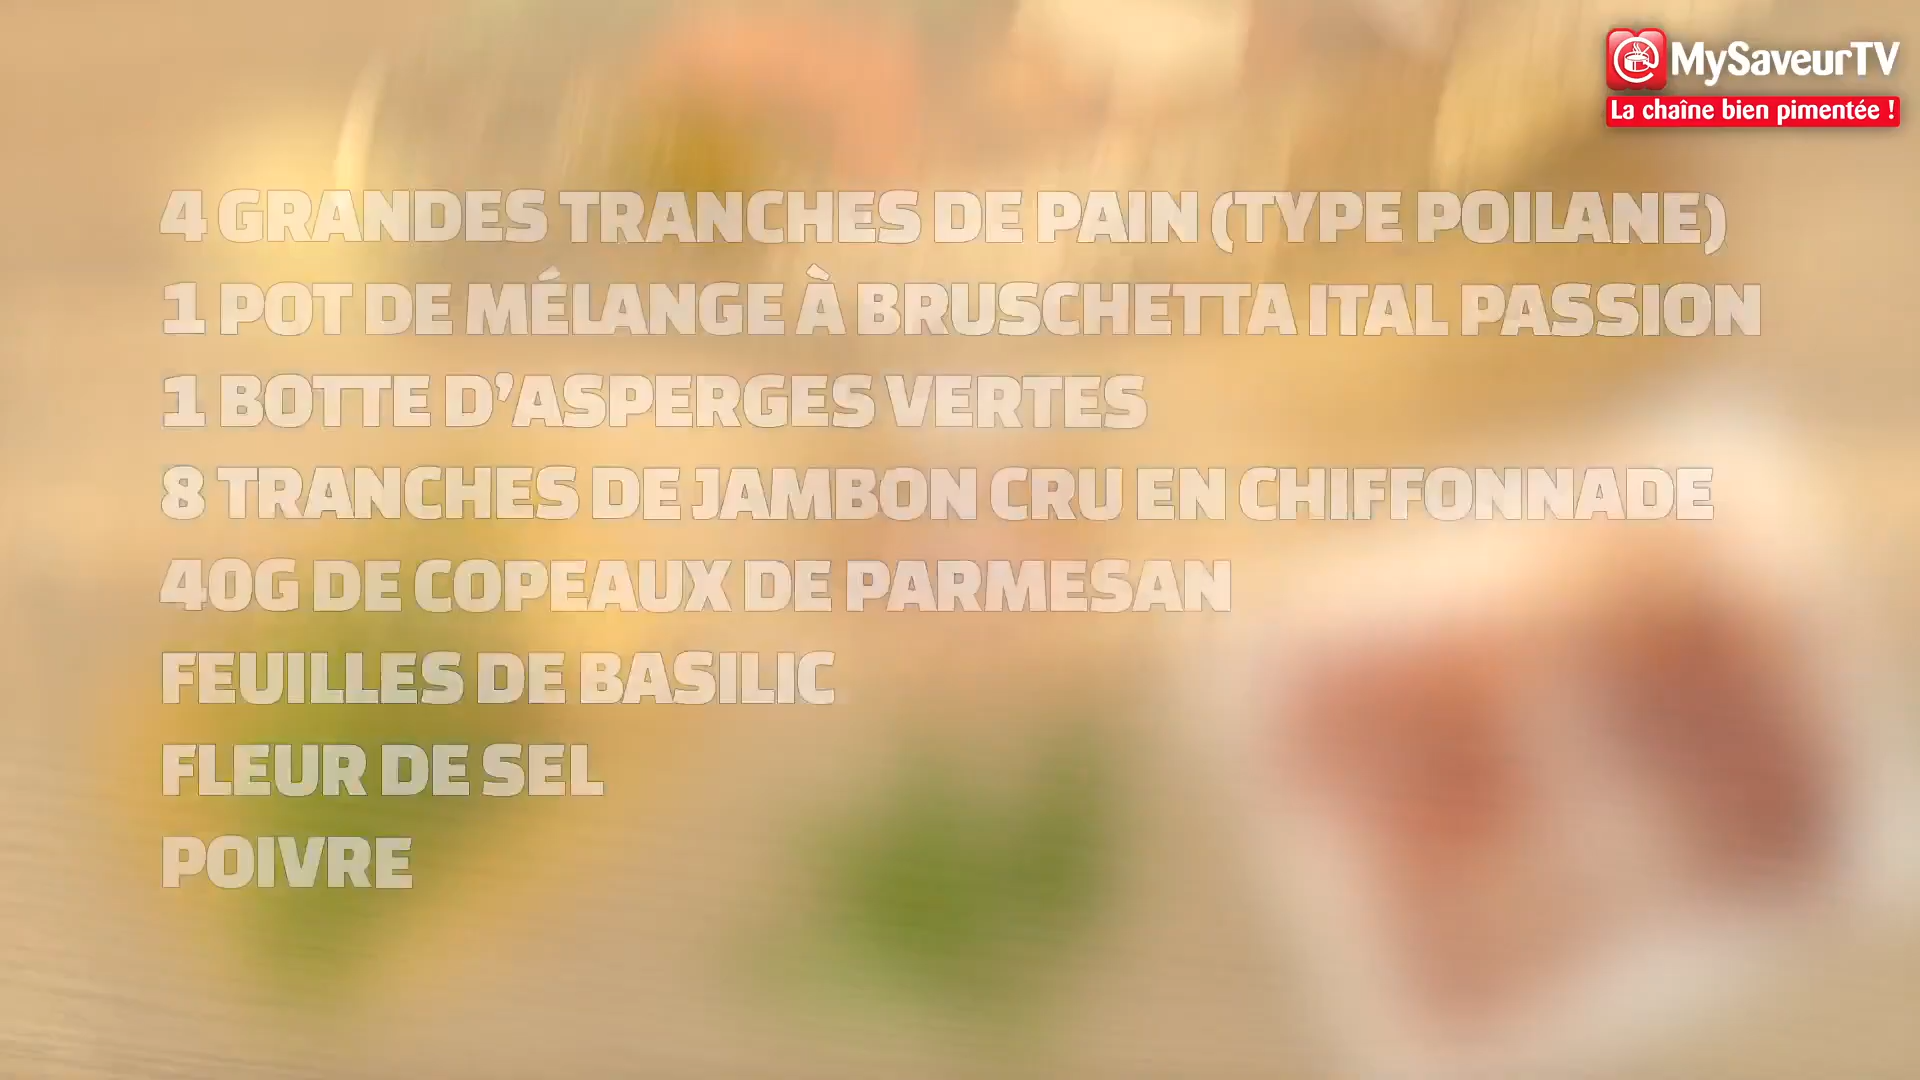 MySaveurTV
La chaîne bien pimentée !
4 GRANDES TRANCHES DE PAIN (TYPE POILANE)
1 POT DE MÉLANGE À BRUSCHETTA ITAL PASSION
1 BOTTE D’ASPERGES VERTES
8 TRANCHES DE JAMBON CRU EN CHIFFONNADE
40G DE COPEAUX DE PARMESAN
FEUILLES DE BASILIC
FLEUR DE SEL
POIVRE